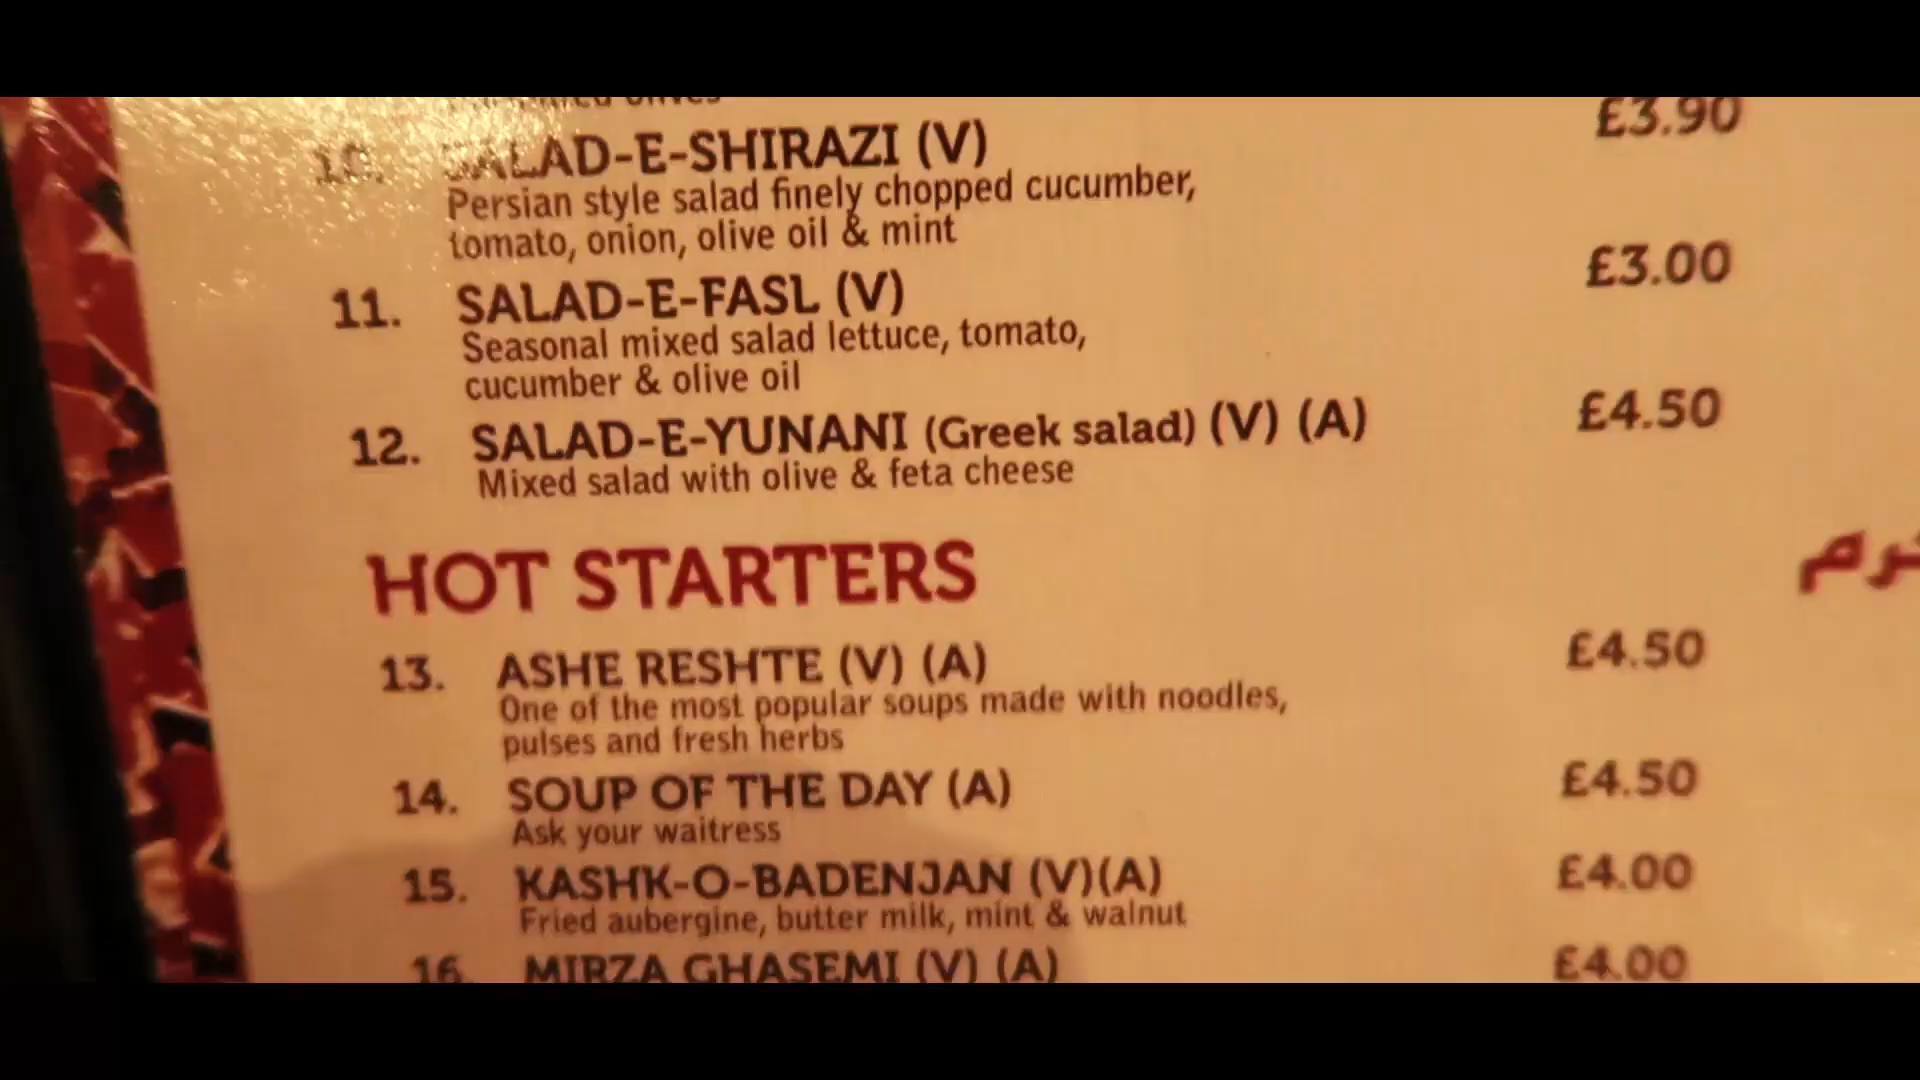 olives
£3.90
10. SALAD-E-SHIRAZI (V)
Persian style salad finely chopped cucumber,
tomato, onion, olive oil & mint
£3.00
11. SALAD-E-FASL (V)
Seasonal mixed salad lettuce, tomato,
cucumber & olive oil
12. SALAD-E-YUNANI (Greek salad) (V) (A) £4.50
Mixed salad with olive & feta cheese
HOT STARTERS
13. ASHE RESHTE (V) (A) £4.50
One of the most popular soups made with noodles,
pulses and fresh herbs
14. SOUP OF THE DAY (A) £4.50
Ask your waitress
15. KASHK-O-BADENJAN (V)(A) £4.00
Fried aubergine, butter milk, mint & walnut
16. MIRZA GHASEMI (V) (A) £4.00